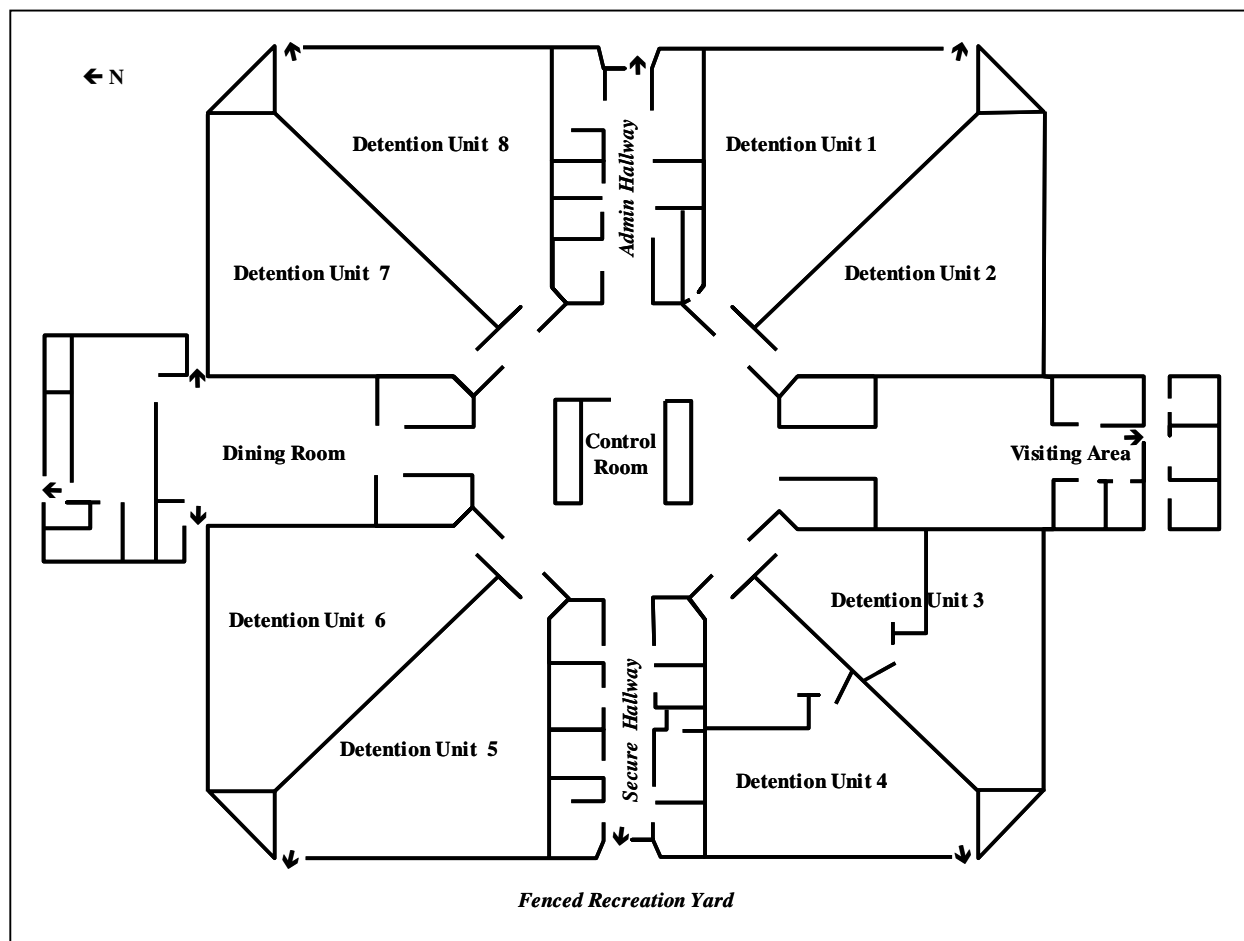 N
Detention Unit 8
Detention Unit 1
Admin Hallway
Detention Unit 7
Detention Unit 2
Dining Room
Control
Room
Visiting Area
Detention Unit 6
Detention Unit 3
Detention Unit 5
Secure Hallway
Detention Unit 4
Fenced Recreation Yard